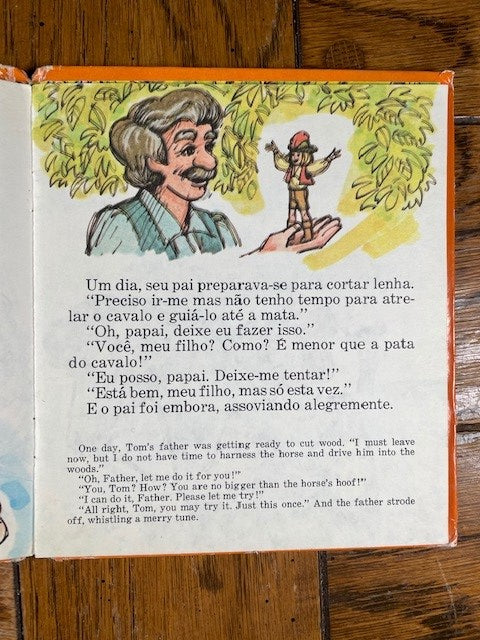 Um dia, seu pai preparava-se para cortar lenha.
“Preciso ir-me mas não tenho tempo para atre-
lar o cavalo e guiá-lo até a mata.”
“Oh, papai, deixe eu fazer isso.”
“Você, meu filho? Como? É menor que a pata
do cavalo!”
“Eu posso, papai. Deixe-me tentar!”
“Está bem, meu filho, mas só esta vez.”
E o pai foi embora, assoviando alegremente.
One day, Tom's father was getting ready to cut wood. “I must leave
now, but I do not have time to harness the horse and drive him into the
woods.”
“Oh, Father, let me do it for you!”
“You, Tom? How? You are no bigger than the horse's hoof!”
“I can do it, Father. Please let me try!”
“All right, Tom, you may try it. Just this once.” And the father strode
off, whistling a merry tune.